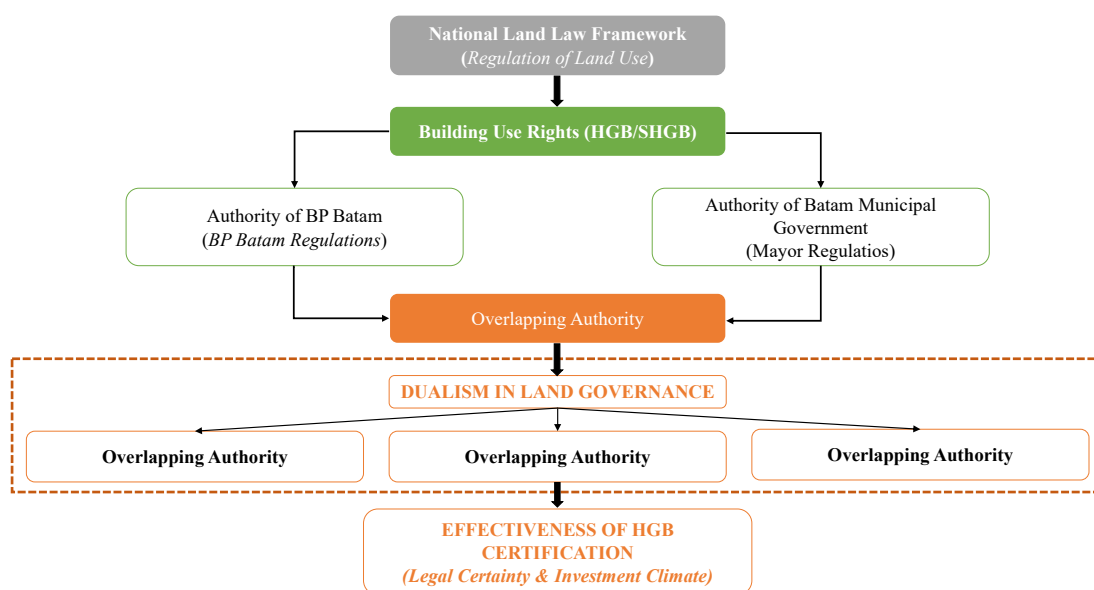 National Land Law Framework
(Regulation of Land Use)
Building Use Rights (HGB/SHGB)
Authority of BP Batam
(BP Batam Regulations)
Authority of Batam Municipal
Government
(Mayor Regulatios)
Overlapping Authority
DUALISM IN LAND GOVERNANCE
Overlapping Authority
Overlapping Authority
Overlapping Authority
EFFECTIVENESS OF HGB
CERTIFICATION
(Legal Certainty & Investment Climate)